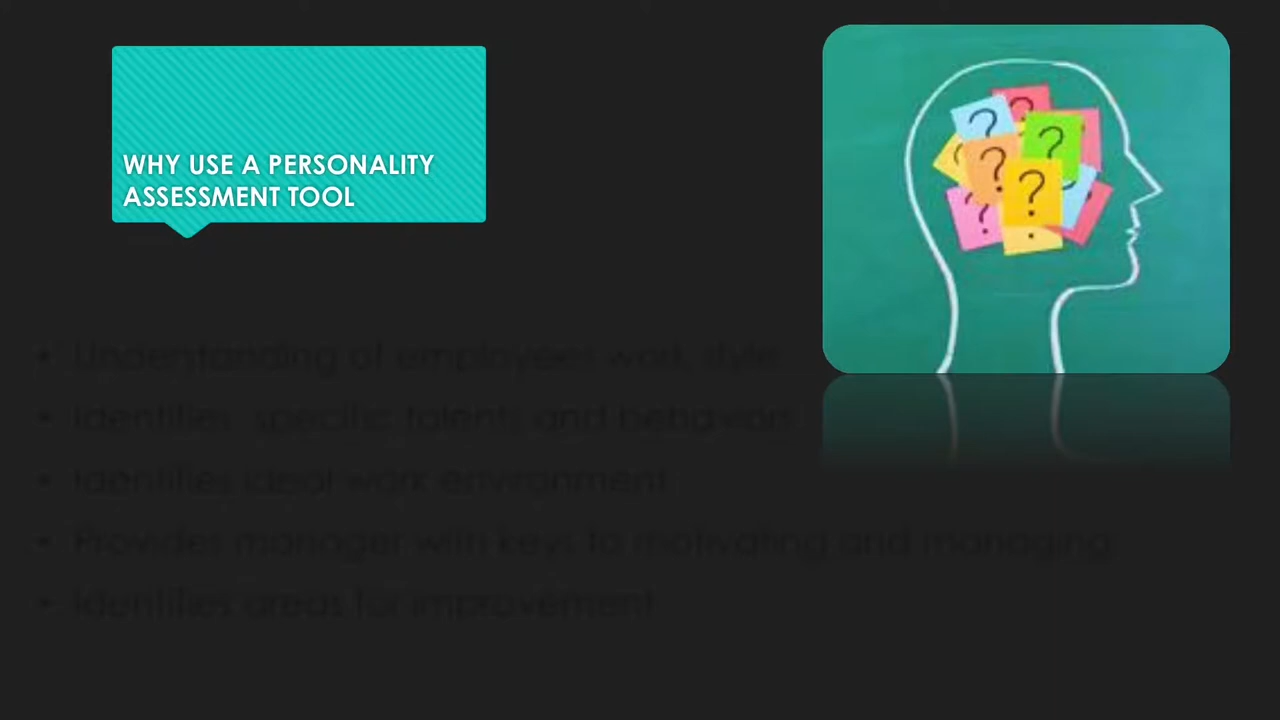 WHY USE A PERSONALITY
ASSESSMENT TOOL
? ? ? ? ? ? ?
• Understanding of employees work style
• Identifies specific talents and behaviors
• Identifies ideal work environment
• Provides manager with keys to motivating and managing
• Identifies areas for improvement